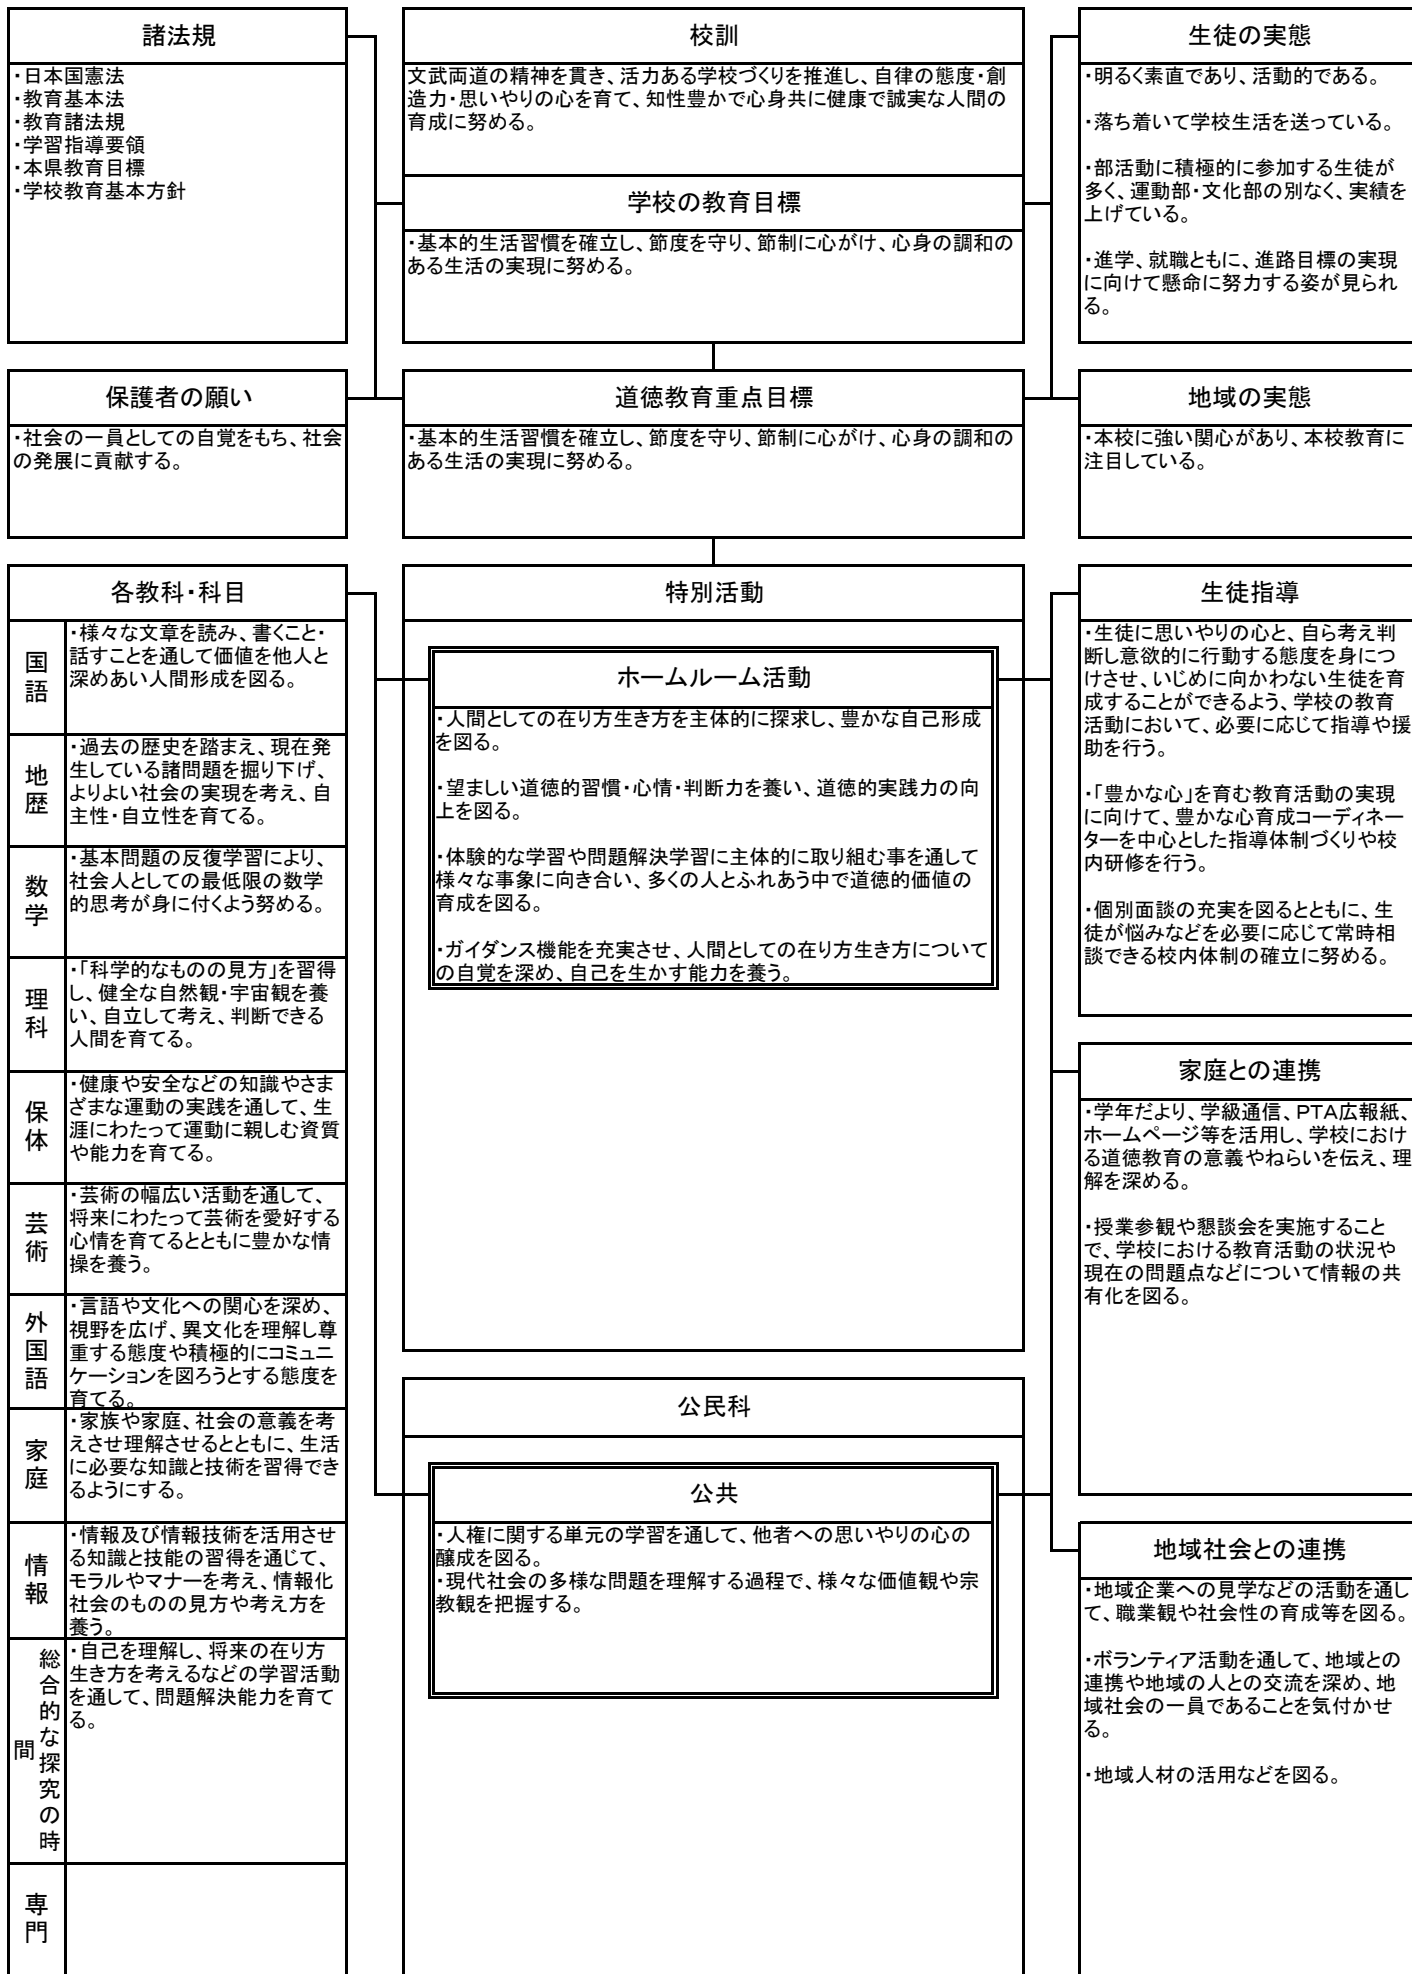 諸法規
・日本国憲法
・教育基本法
・教育諸法規
・学習指導要領
・本県教育目標
・学校教育基本方針
校訓
文武両道の精神を貫き、活力ある学校づくりを推進し、自律の態度・創
造力・思いやりの心を育て、知性豊かで心身共に健康で誠実な人間の
育成に努める。
学校の教育目標
・基本的生活習慣を確立し、節度を守り、節制に心がけ、心身の調和の
ある生活の実現に努める。
生徒の実態
・明るく素直であり、活動的である。
・落ち着いて学校生活を送っている。
・部活動に積極的に参加する生徒が
多く、運動部・文化部の別なく、実績を
上げている。
・進学、就職ともに、進路目標の実現
に向けて懸命に努力する姿が見られ
る。
保護者の願い
・社会の一員としての自覚をもち、社会
の発展に貢献する。
道徳教育重点目標
・基本的生活習慣を確立し、節度を守り、節制に心がけ、心身の調和の
ある生活の実現に努める。
地域の実態
・本校に強い関心があり、本校教育に
注目している。
各教科・科目
国語
・様々な文章を読み、書くこと・
話すことを通して価値を他人と
深めあい人間形成を図る。
地歴
・過去の歴史を踏まえ、現在発
生している諸問題を掘り下げ、
よりよい社会の実現を考え、自
主性・自立性を育てる。
数学
・基本問題の反復学習により、
社会人としての最低限の数学
的思考が身に付くよう努める。
理科
・「科学的なものの見方」を習得
し、健全な自然観・宇宙観を養
い、自立して考え、判断できる
人間を育てる。
保体
・健康や安全などの知識やさま
ざまな運動の実践を通して、生
涯にわたって運動に親しむ資質
や能力を育てる。
芸術
・芸術の幅広い活動を通して、
将来にわたって芸術を愛好する
心情を育てるとともに豊かな情
操を養う。
外国語
・言語や文化への関心を深め、
視野を広げ、異文化を理解し尊
重する態度や積極的にコミュニ
ケーションを図ろうとする態度を
育てる。
家庭
・家族や家庭、社会の意義を考
えさせ理解させるとともに、生活
に必要な知識と技術を習得でき
るようにする。
情報
・情報及び情報技術を活用させ
る知識と技能の習得を通じて、
モラルやマナーを考え、情報化
社会のものの見方や考え方を
養う。
総合的な探究の時
間
・自己を理解し、将来の在り方
生き方を考えるなどの学習活動
を通して、問題解決能力を育て
る。
専門
特別活動
ホームルーム活動
・人間としての在り方生き方を主体的に探求し、豊かな自己形成
を図る。
・望ましい道徳的習慣・心情・判断力を養い、道徳的実践力の向
上を図る。
・体験的な学習や問題解決学習に主体的に取り組む事を通して
様々な事象に向き合い、多くの人とふれあう中で道徳的価値の
育成を図る。
・ガイダンス機能を充実させ、人間としての在り方生き方について
の自覚を深め、自己を生かす能力を養う。
公民科
公共
・人権に関する単元の学習を通して、他者への思いやりの心の
醸成を図る。
・現代社会の多様な問題を理解する過程で、様々な価値観や宗
教観を把握する。
生徒指導
・生徒に思いやりの心と、自ら考え判
断し意欲的に行動する態度を身につ
けさせ、いじめに向かわない生徒を育
成することができるよう、学校の教育
活動において、必要に応じて指導や援
助を行う。
・「豊かな心」を育む教育活動の実現
に向けて、豊かな心育成コーディネー
ターを中心とした指導体制づくりや校
内研修を行う。
・個別面談の充実を図るとともに、生
徒が悩みなどを必要に応じて常時相
談できる校内体制の確立に努める。
家庭との連携
・学年だより、学級通信、PTA広報紙、
ホームページ等を活用し、学校におけ
る道徳教育の意義やねらいを伝え、理
解を深める。
・授業参観や懇談会を実施すること
で、学校における教育活動の状況や
現在の問題点などについて情報の共
有化を図る。
地域社会との連携
・地域企業への見学などの活動を通し
て、職業観や社会性の育成等を図る。
・ボランティア活動を通して、地域との
連携や地域の人との交流を深め、地
域社会の一員であることを気付かせ
る。
・地域人材の活用などを図る。